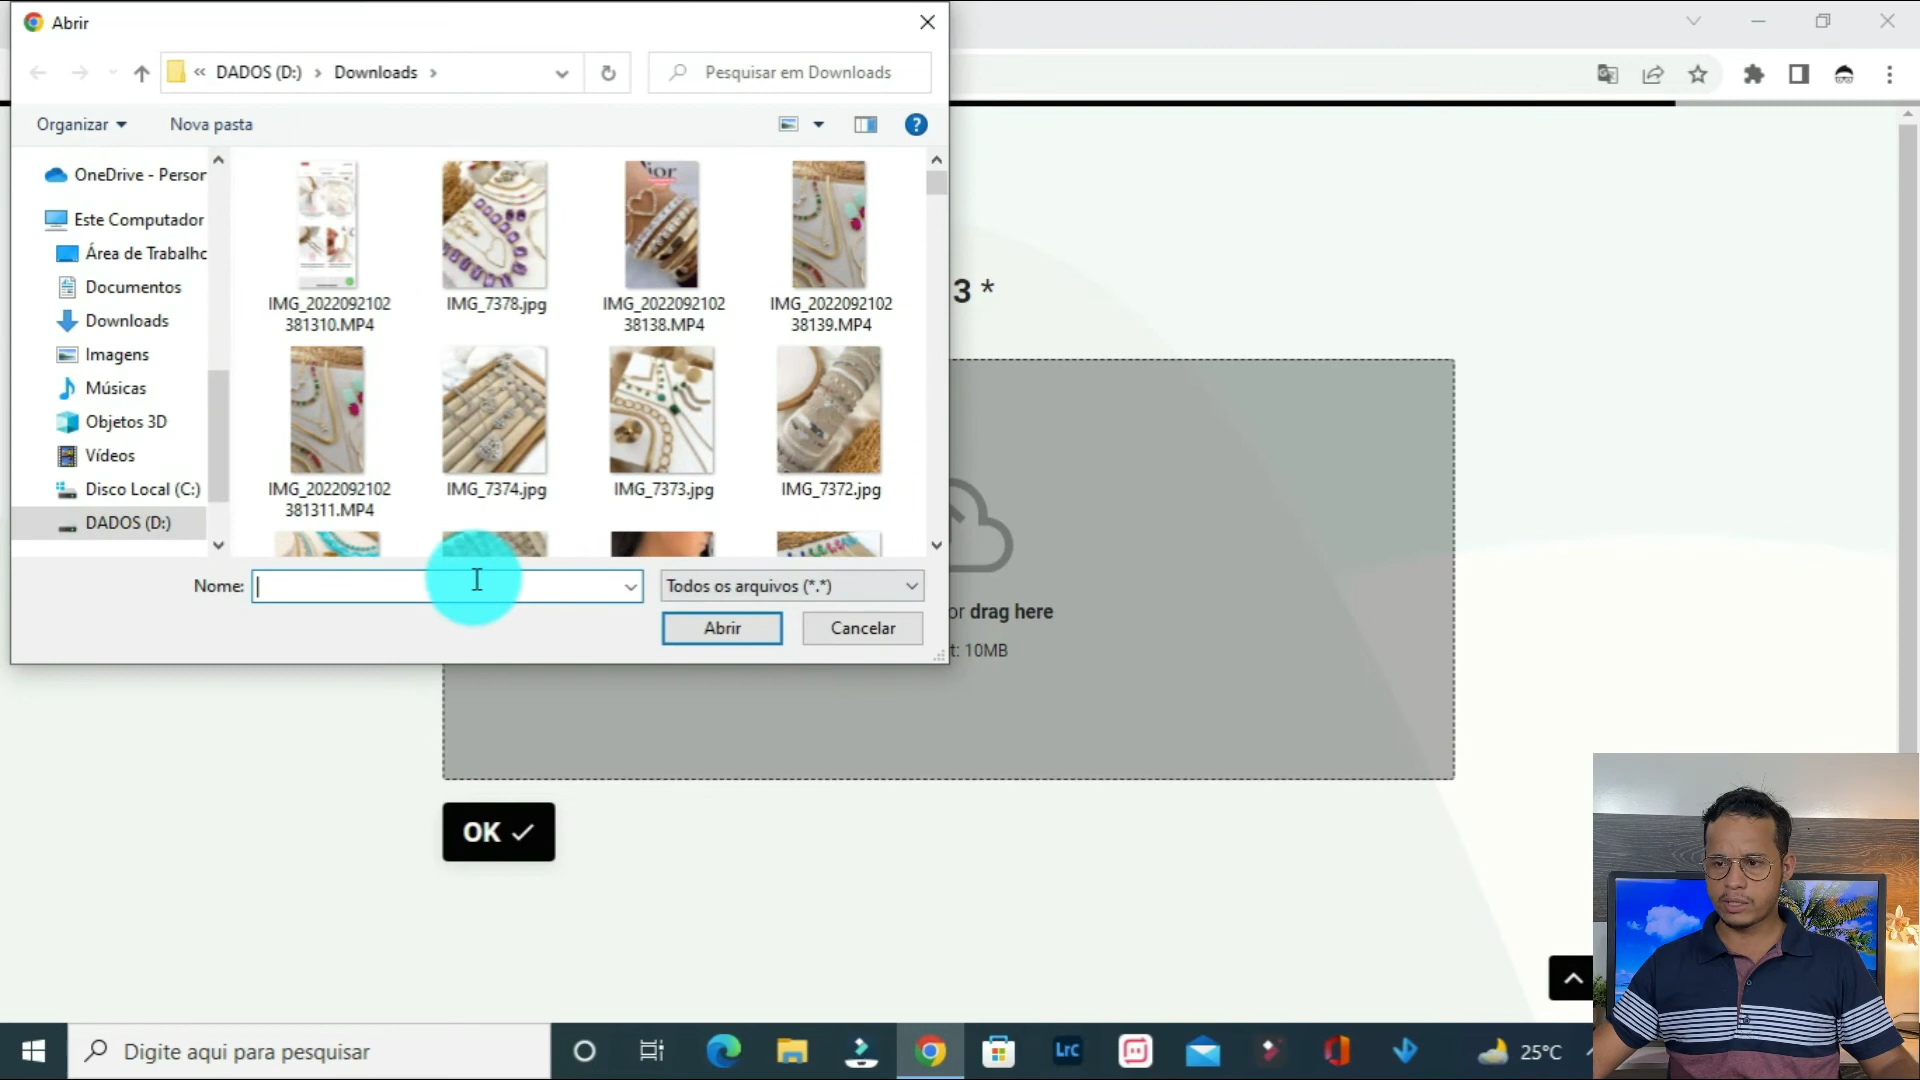 Abrir
« DADOS (D:) › Downloads ›
Pesquisar em Downloads
Organizar
Nova pasta
OneDrive - Person
Este Computador
Área de Trabalho
Documentos
Downloads
Imagens
Músicas
Objetos 3D
Vídeos
Disco Local (C:)
DADOS (D:)
IMG_2022092102
381310.MP4
IMG_7378.jpg
IMG_2022092102
38138.MP4
IMG_2022092102
38139.MP4
IMG_2022092102
381311.MP4
IMG_7374.jpg
IMG_7373.jpg
IMG_7372.jpg
Nome:
Todos os arquivos (*.*)
Abrir
Cancelar
3 *
or drag here
t: 10MB
OK
Digite aqui para pesquisar
LrC
25°C